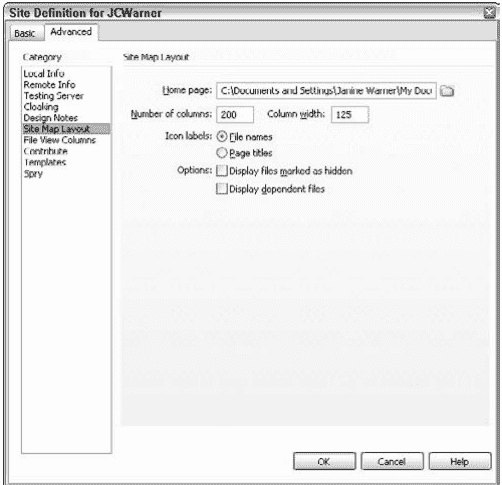 Site Definition for JCWarner
Basic Advanced
Category
Site Map Layout
Local Info
Remote Info
Testing Server
Cloaking
Design Notes
Site Map Layout
File View Columns
Contribute
Templates
Spry
Home page: C:\Documents and Settings\Janine Warner\My Docu
Number of columns: 200 Column width: 125
Icon labels: File names
Page titles
Options: Display files marked as hidden
Display dependent files
OK Cancel Help